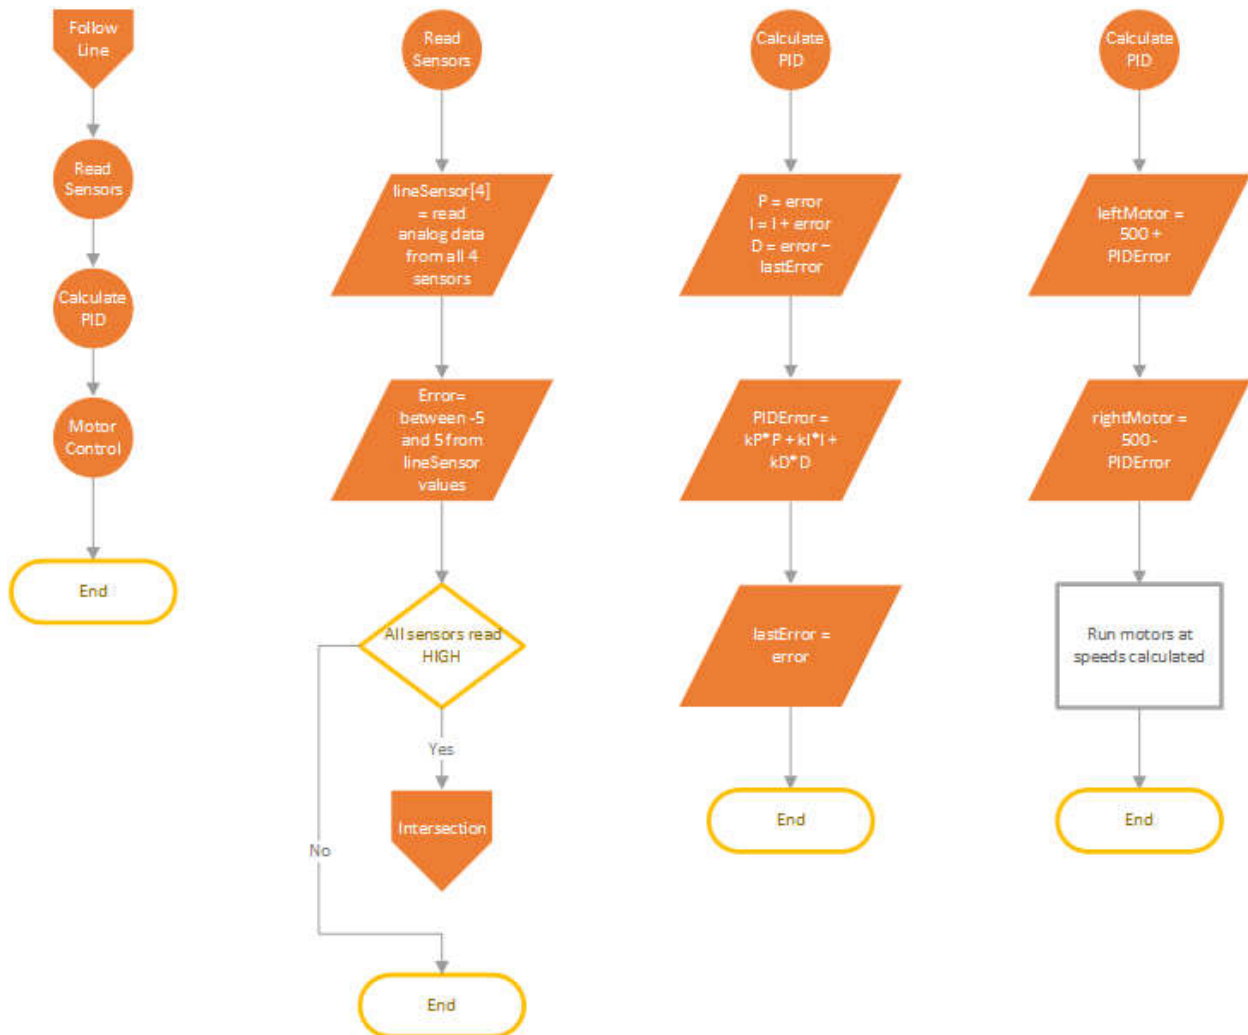 Follow
Line
Read
Sensors
Calculate
PID
Motor
Control
End
Read
Sensors
lineSensor[4]
= read
analog data
from all 4
sensors
Error=
between -5
and 5 from
lineSensor
values
All sensors read
HIGH
Yes
Intersection
No
End
Calculate
PID
P = error
I = I + error
D = error –
lastError
PIDError =
kP*P + kI*I +
kD*D
lastError =
error
End
Calculate
PID
leftMotor =
500 +
PIDError
rightMotor =
500 -
PIDError
Run motors at
speeds calculated
End